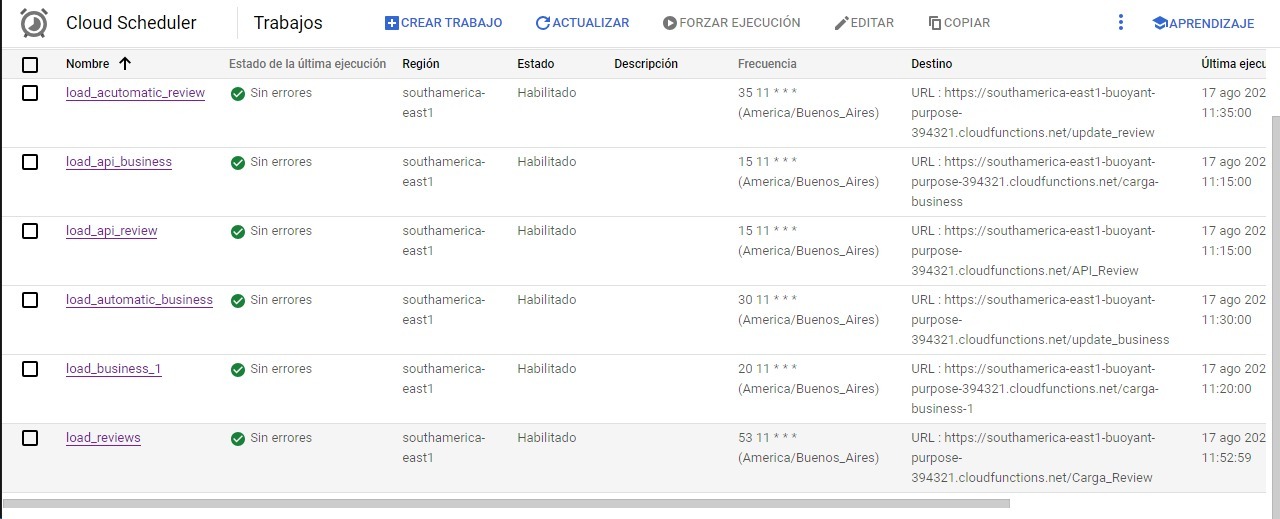 Cloud Scheduler
Trabajos
CREAR TRABAJO
ACTUALIZAR
FORZAR EJECUCIÓN
EDITAR
COPIAR
APRENDIZAJE
Nombre
Estado de la última ejecución
Región
Estado
Descripción
Frecuencia
Destino
Última ejecu
load_acutomatic_review
Sin errores
southamerica-
east1
Habilitado
35 11 * * *
(America/Buenos_Aires)
URL : https://southamerica-east1-buoyant-
purpose-
394321.cloudfunctions.net/update_review
17 ago 202
11:35:00
load_api_business
Sin errores
southamerica-
east1
Habilitado
15 11 * * *
(America/Buenos_Aires)
URL : https://southamerica-east1-buoyant-
purpose-394321.cloudfunctions.net/carga-
business
17 ago 202
11:15:00
load_api_review
Sin errores
southamerica-
east1
Habilitado
15 11 * * *
(America/Buenos_Aires)
URL : https://southamerica-east1-buoyant-
purpose-
394321.cloudfunctions.net/API_Review
17 ago 202
11:15:00
load_automatic_business
Sin errores
southamerica-
east1
Habilitado
30 11 * * *
(America/Buenos_Aires)
URL : https://southamerica-east1-buoyant-
purpose-
394321.cloudfunctions.net/update_business
17 ago 202
11:30:00
load_business_1
Sin errores
southamerica-
east1
Habilitado
20 11 * * *
(America/Buenos_Aires)
URL : https://southamerica-east1-buoyant-
purpose-394321.cloudfunctions.net/carga-
business-1
17 ago 202
11:20:00
load_reviews
Sin errores
southamerica-
east1
Habilitado
53 11 * * *
(America/Buenos_Aires)
URL : https://southamerica-east1-buoyant-
purpose-
394321.cloudfunctions.net/Carga_Review
17 ago 202
11:52:59